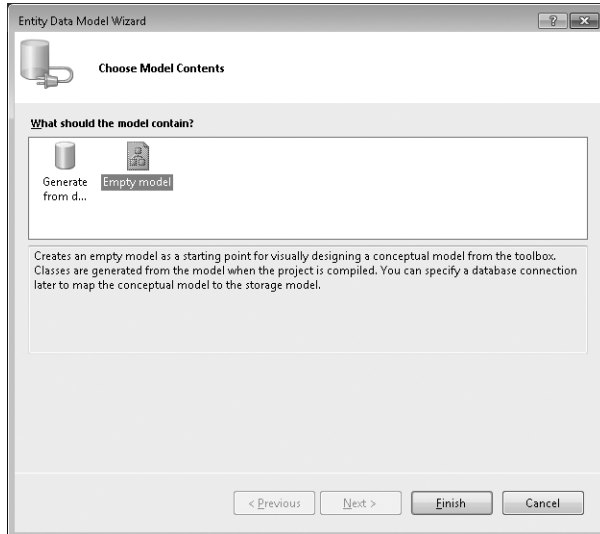 Entity Data Model Wizard
Choose Model Contents
What should the model contain?
Generate
from d...
Empty model
Creates an empty model as a starting point for visually designing a conceptual model from the toolbox.
Classes are generated from the model when the project is compiled. You can specify a database connection
later to map the conceptual model to the storage model.
< Previous
Next >
Finish
Cancel